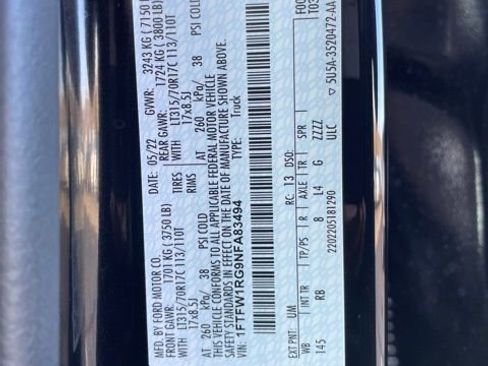 MFD. BY FORD MOTOR CO.
DATE: 05/22 GVWR: 3243 KG ( 7150 L
FRONT GAWR: 1701 KG (3750 LB) REAR GAWR: 1724 KG (3800 LB)
LT315/70R17C 113/110T TIRES LT315/70R17C 113/110T
17x8.5J WITH RIMS 17x8.5J
AT 260 kPa/ 38 PSI COLD AT 260 kPa/ 38 PSI COLD
THIS VEHICLE CONFORMS TO ALL APPLICABLE FEDERAL MOTOR VEHICLE
SAFETY STANDARDS IN EFFECT ON THE DATE OF MANUFACTURE SHOWN ABOVE.
VIN: 1FTFW1RG9NFA83494 TYPE: Truck
F00
T03
EXT PNT: UM RC: 13 DSO:
WB INT TR TP/PS R AXLE TR SPR
145 RB 8 L4 G ZZZZ
2202205181290 ULC
5U5A-3520472-AA